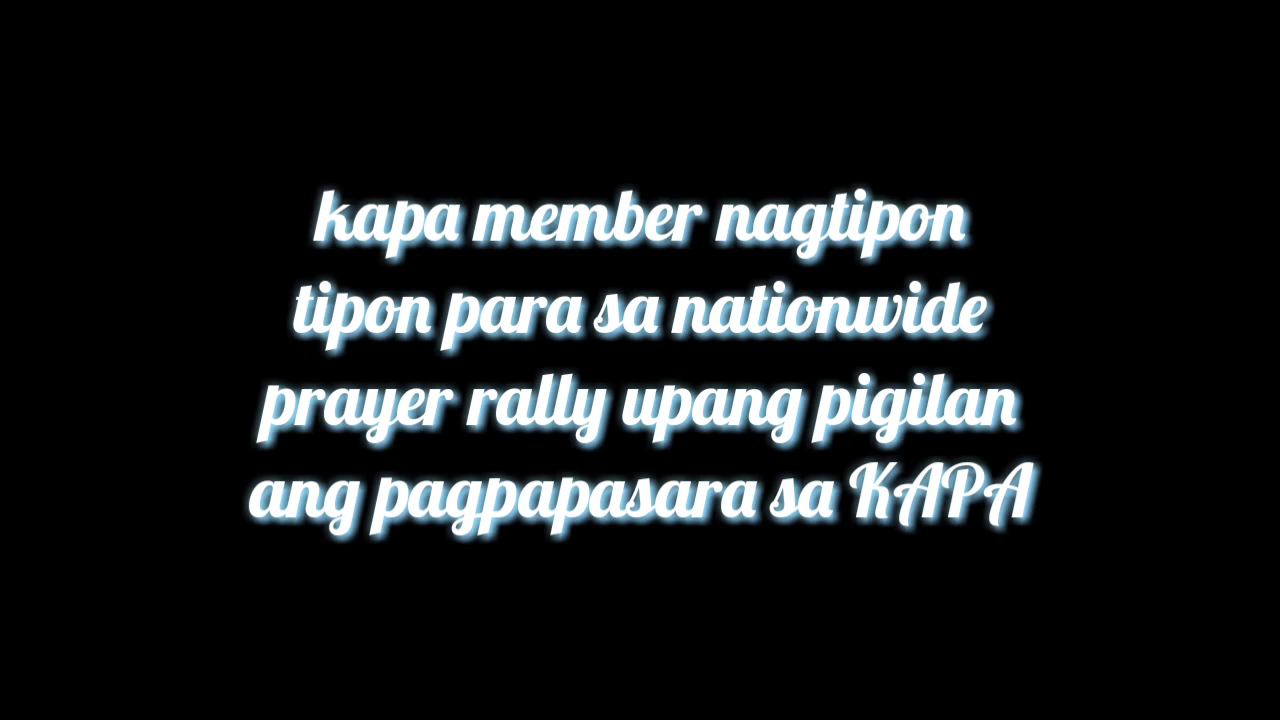 kapa member nagtipon
tipon para sa nationwide
prayer rally upang pigilan
ang pagpapasara sa KAPA